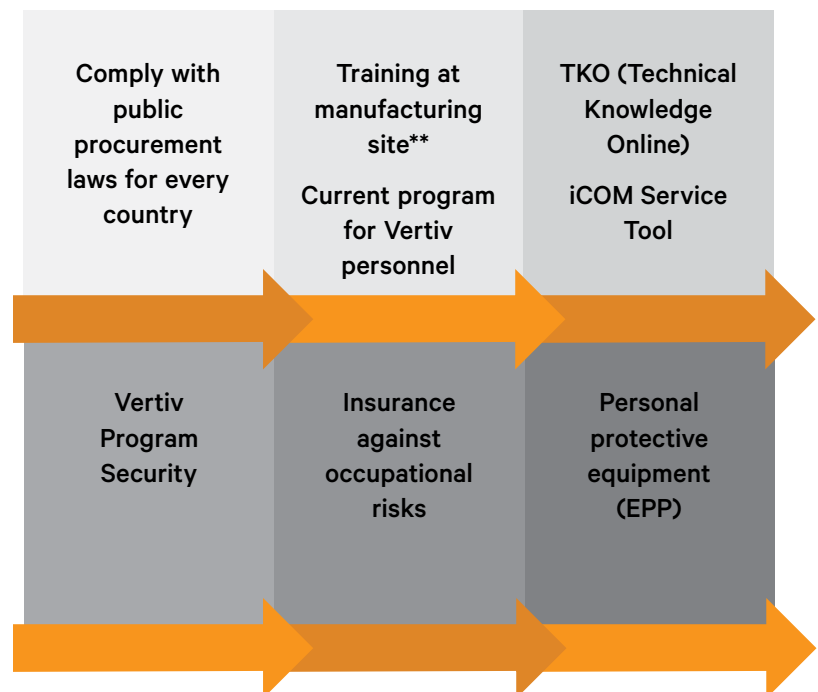 Comply with
public
procurement
laws for every
country
Training at
manufacturing
site**
Current program
for Vertiv
personnel
TKO (Technical
Knowledge
Online)
iCOM Service
Tool
Vertiv
Program
Security
Insurance
against
occupational
risks
Personal
protective
equipment
(EPP)